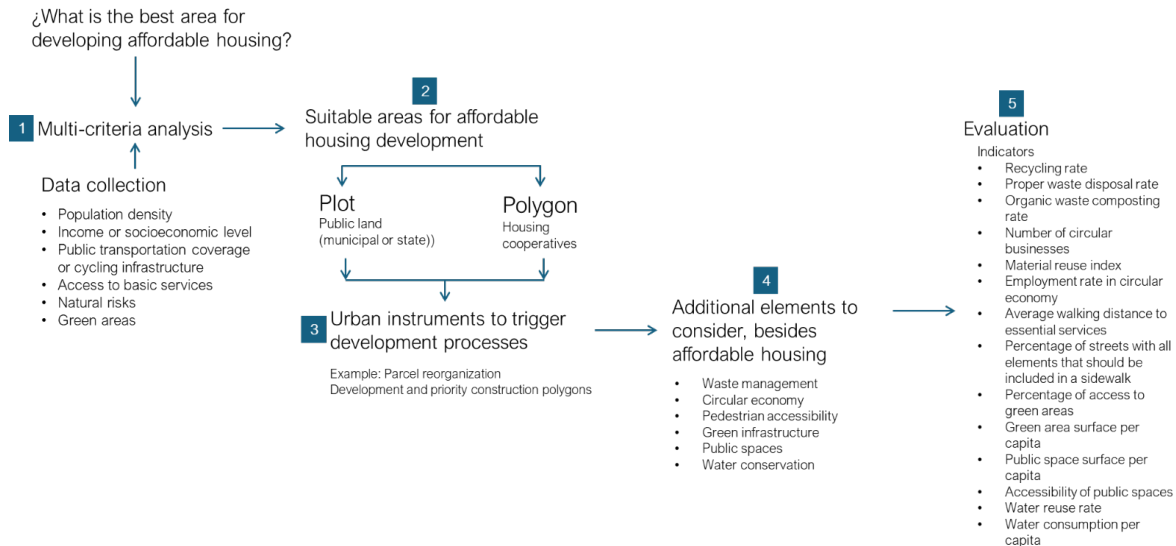 ¿What is the best area for
developing affordable housing?
1
Multi-criteria analysis
Data collection
• Population density
• Income or socioeconomic level
• Public transportation coverage
or cycling infrastructure
• Access to basic services
• Natural risks
• Green areas
2
Suitable areas for affordable
housing development
Plot
Public land
(municipal or state))
Polygon
Housing
cooperatives
3
Urban instruments to trigger
development processes
Example: Parcel reorganization
Development and priority construction polygons
4
Additional elements to
consider, besides
affordable housing
• Waste management
• Circular economy
• Pedestrian accessibility
• Green infrastructure
• Public spaces
• Water conservation
5
Evaluation
Indicators
• Recycling rate
• Proper waste disposal rate
• Organic waste composting
rate
• Number of circular
businesses
• Material reuse index
• Employment rate in circular
economy
• Average walking distance to
essential services
• Percentage of streets with all
elements that should be
included in a sidewalk
• Percentage of access to
green areas
• Green area surface per
capita
• Public space surface per
capita
• Accessibility of public spaces
• Water reuse rate
• Water consumption per
capita